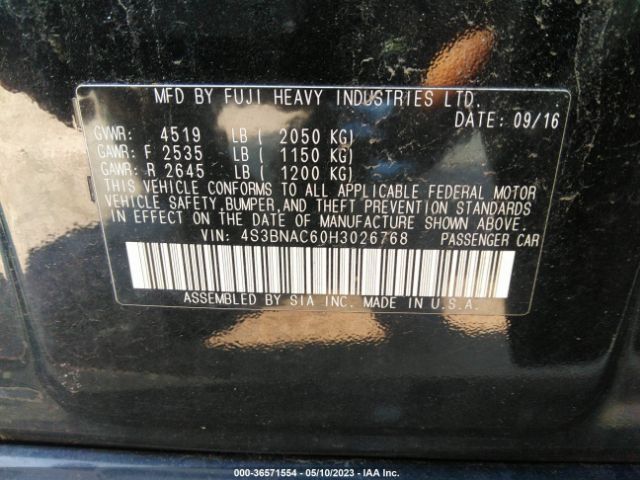 MFD BY FUJI HEAVY INDUSTRIES LTD.
DATE: 09/16
GVWR: 4519 LB ( 2050 KG)
GAWR: F 2535 LB ( 1150 KG)
GAWR: R 2645 LB ( 1200 KG)
THIS VEHICLE CONFORMS TO ALL APPLICABLE FEDERAL MOTOR
VEHICLE SAFETY, BUMPER, AND THEFT PREVENTION STANDARDS
IN EFFECT ON THE DATE OF MANUFACTURE SHOWN ABOVE.
VIN: 4S3BNAC60H3026768 PASSENGER CAR
ASSEMBLED BY SIA INC. MADE IN U.S.A.
000-36571554 — 05/10/2023 — IAA Inc.